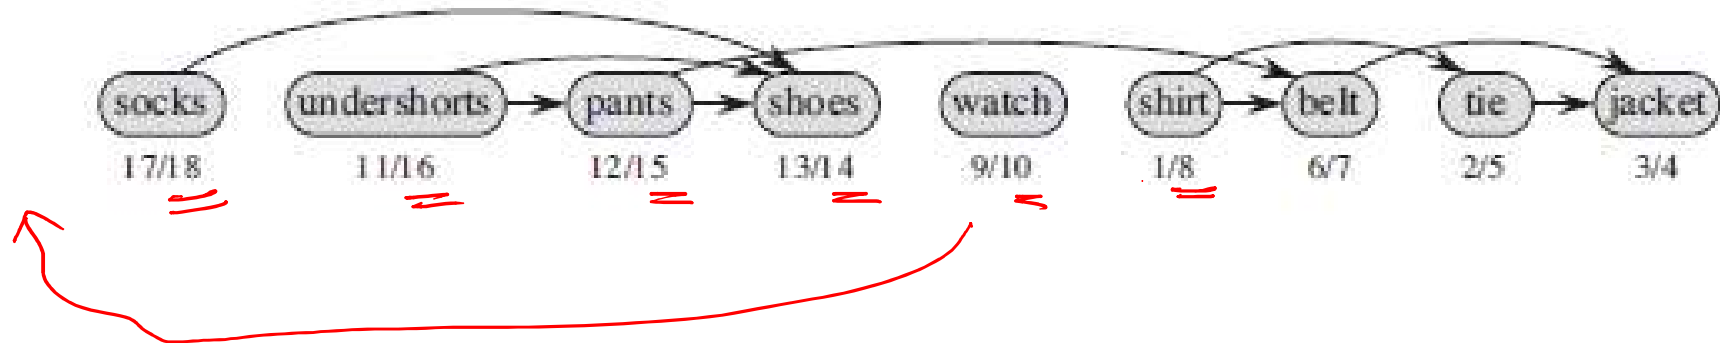 socks undershorts pants shoes watch shirt belt tie jacket
17/18 11/16 12/15 13/14 9/10 1/8 6/7 2/5 3/4